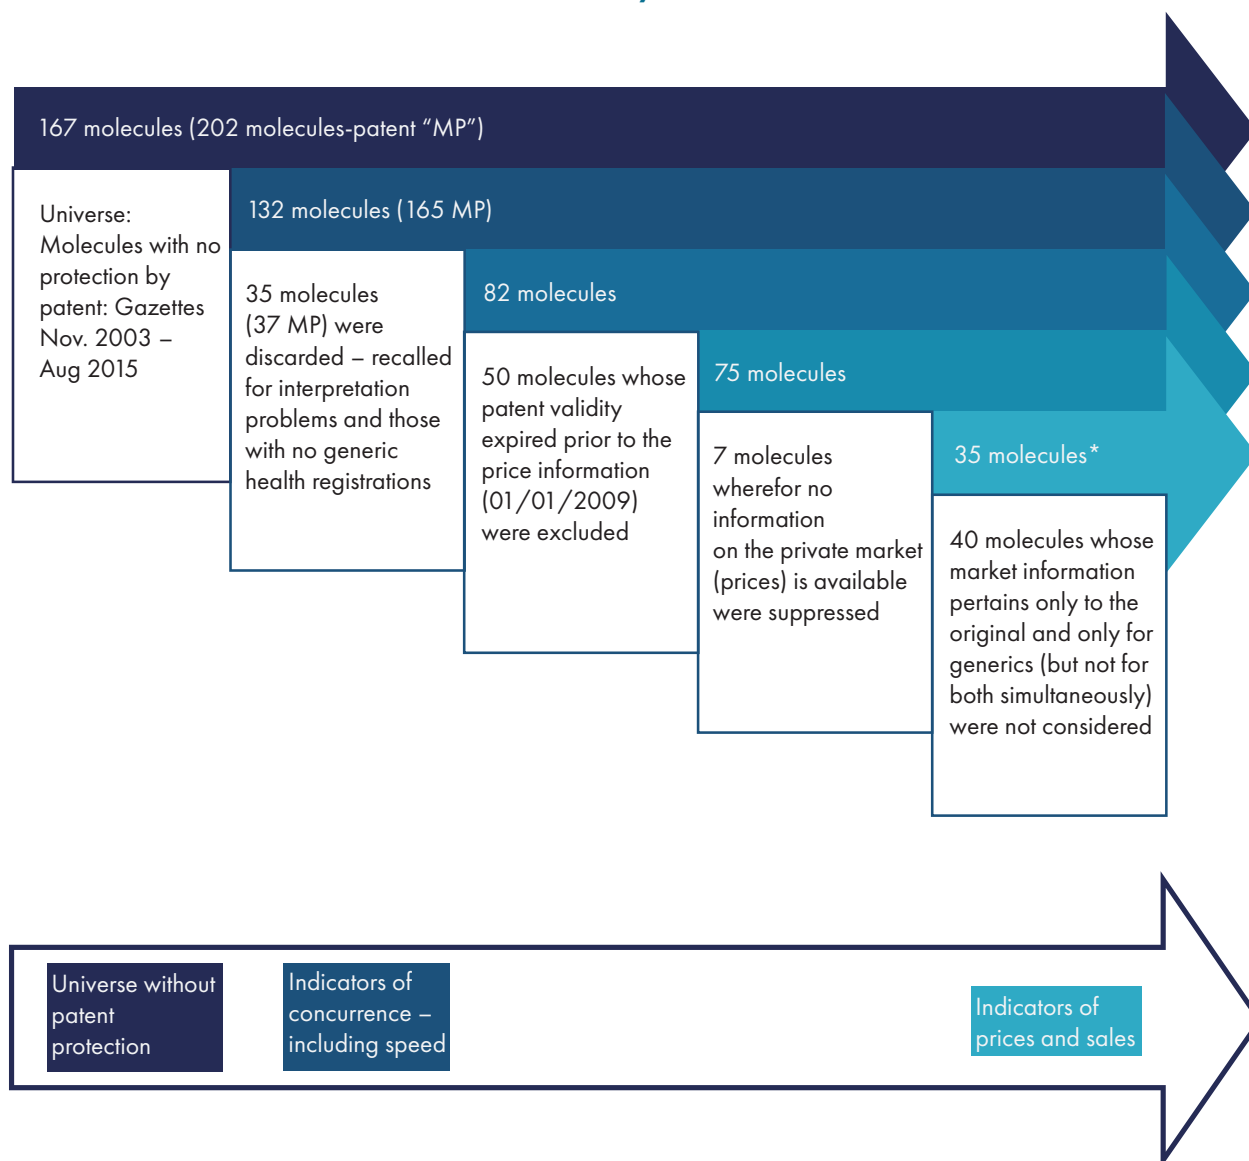 167 molecules (202 molecules-patent “MP”)
Universe:
Molecules with no
protection by
patent: Gazettes
Nov. 2003 –
Aug 2015
132 molecules (165 MP)
35 molecules
(37 MP) were
discarded – recalled
for interpretation
problems and those
with no generic
health registrations
82 molecules
50 molecules whose
patent validity
expired prior to the
price information
(01/01/2009)
were excluded
75 molecules
7 molecules
wherefor no
information
on the private market
(prices) is available
were suppressed
35 molecules*
40 molecules whose
market information
pertains only to the
original and only for
generics (but not for
both simultaneously)
were not considered
Universe without
patent
protection
Indicators of
concurrence –
including speed
Indicators of
prices and sales